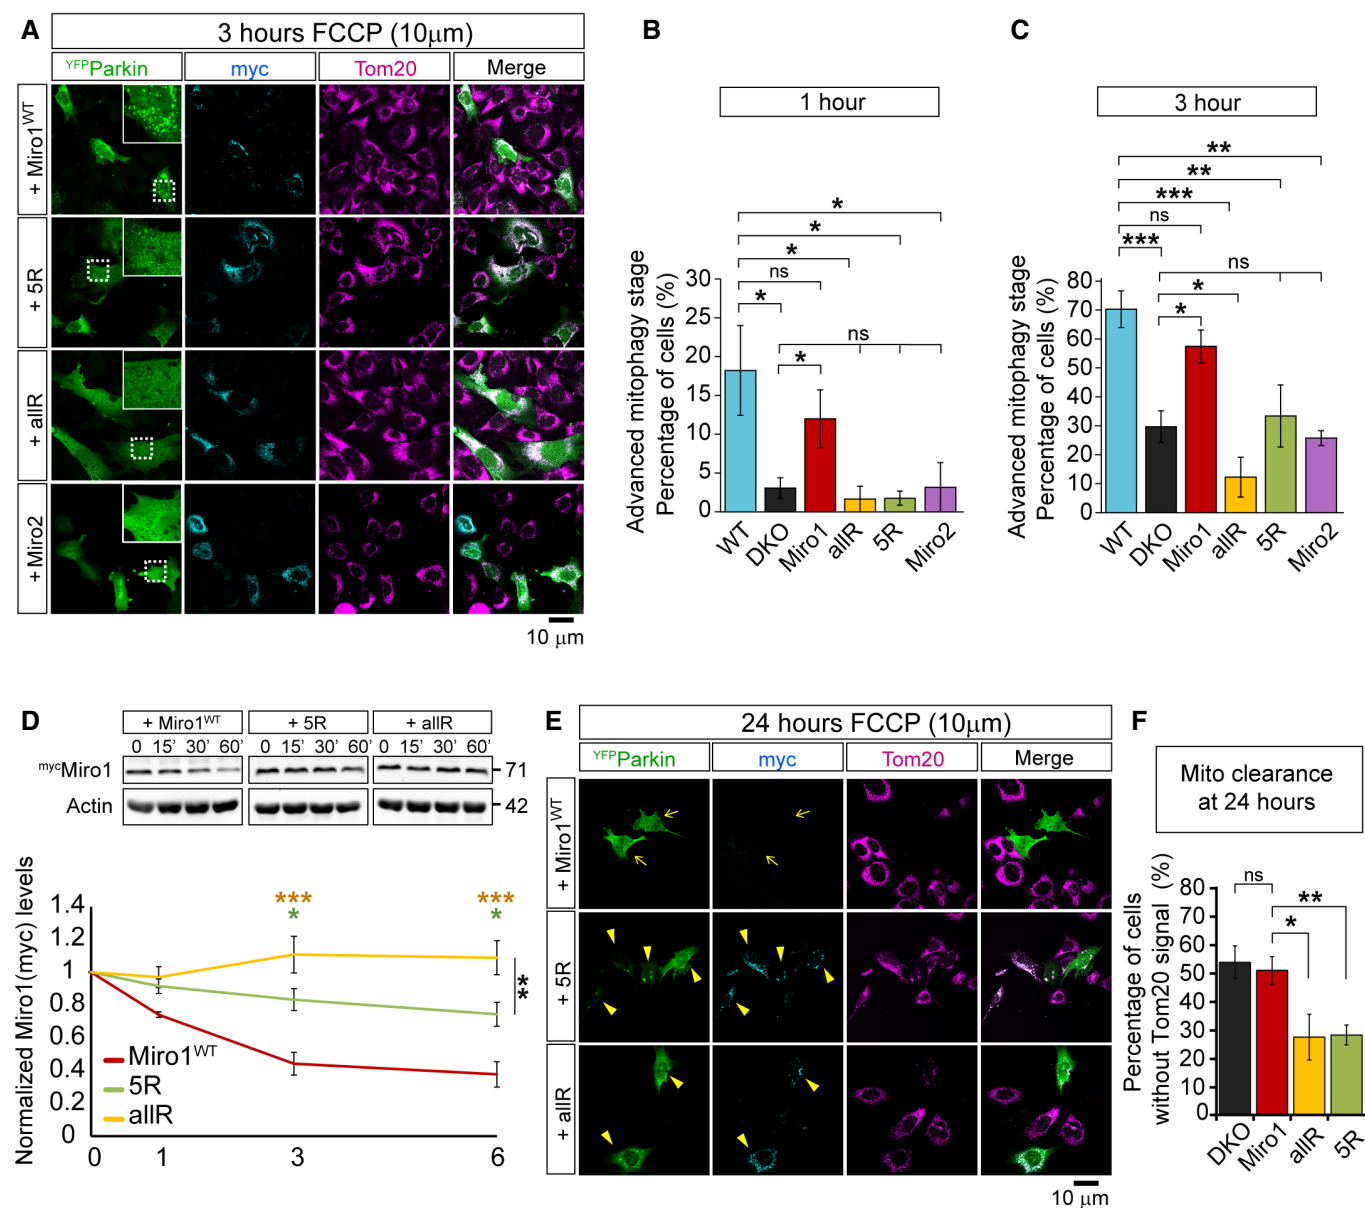 A
3 hours FCCP (10µm)
YFPParkin myc Tom20 Merge
+ Miro1WT
+ 5R
+ allR
+ Miro2
10 µm
B
1 hour
Advanced mitophagy stage
Percentage of cells (%)
30
25
20
15
10
5
0
*
*
*
ns
*
ns
*
WT DKO Miro1 allR 5R Miro2
C
3 hour
Advanced mitophagy stage
Percentage of cells (%)
80
70
60
50
40
30
20
10
0
**
**
***
ns
***
ns
*
*
WT DKO Miro1 allR 5R Miro2
D
+ Miro1WT + 5R + allR
0 15' 30' 60' 0 15' 30' 60' 0 15' 30' 60'
mycMiro1 71
Actin 42
Normalized Miro1(myc) levels
1.4
1.2
1
0.8
0.6
0.4
0.2
0
*** ***
* *
**
Miro1WT
5R
allR
0 1 3 6
E
24 hours FCCP (10µm)
YFPParkin myc Tom20 Merge
+ Miro1WT
+ 5R
+ allR
10 µm
F
Mito clearance
at 24 hours
Percentage of cells
without Tom20 signal (%)
80
70
60
50
40
30
20
10
0
ns
**
*
DKO Miro1 allR 5R